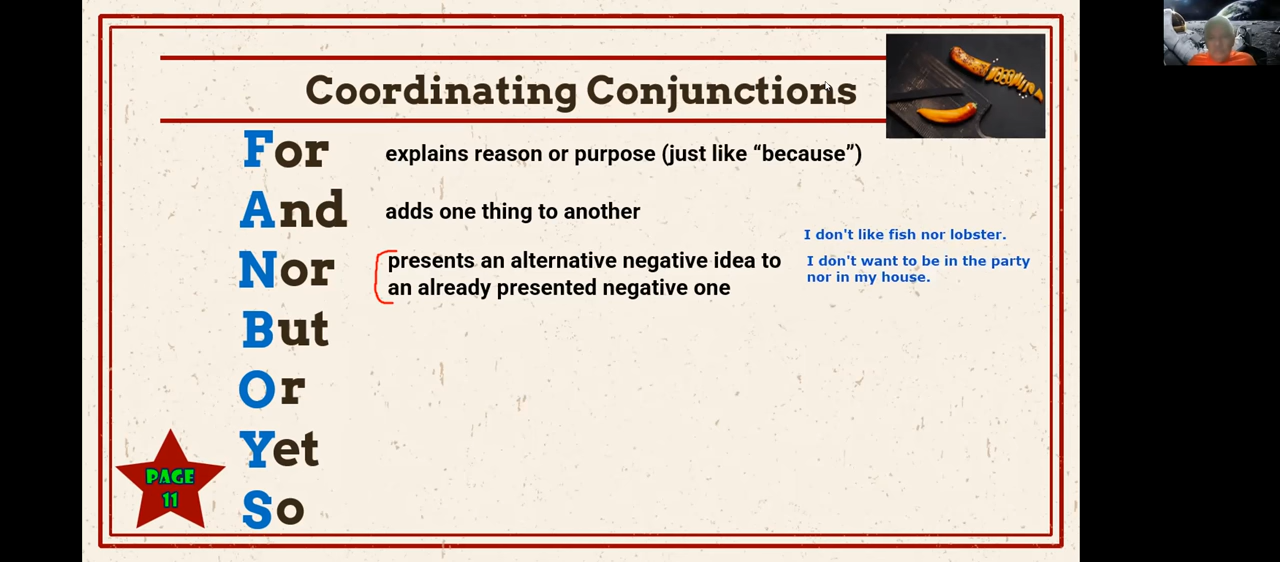 Coordinating Conjunctions
For explains reason or purpose (just like “because”)
And adds one thing to another
Nor presents an alternative negative idea to
an already presented negative one
I don't like fish nor lobster.
I don't want to be in the party
nor in my house.
But
Or
Yet
So
PAGE
11